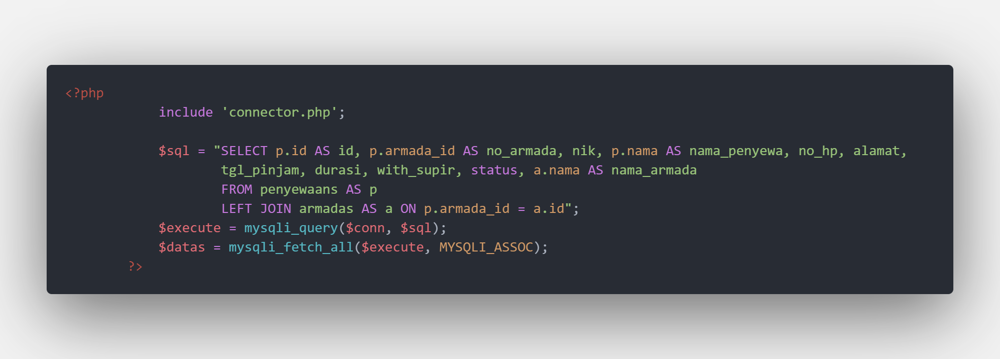 <?php
include 'connector.php';
$sql = "SELECT p.id AS id, p.armada_id AS no_armada, nik, p.nama AS nama_penyewa, no_hp, alamat,
tgl_pinjam, durasi, with_supir, status, a.nama AS nama_armada
FROM penyewaans AS p
LEFT JOIN armadas AS a ON p.armada_id = a.id";
$execute = mysqli_query($conn, $sql);
$datas = mysqli_fetch_all($execute, MYSQLI_ASSOC);
?>